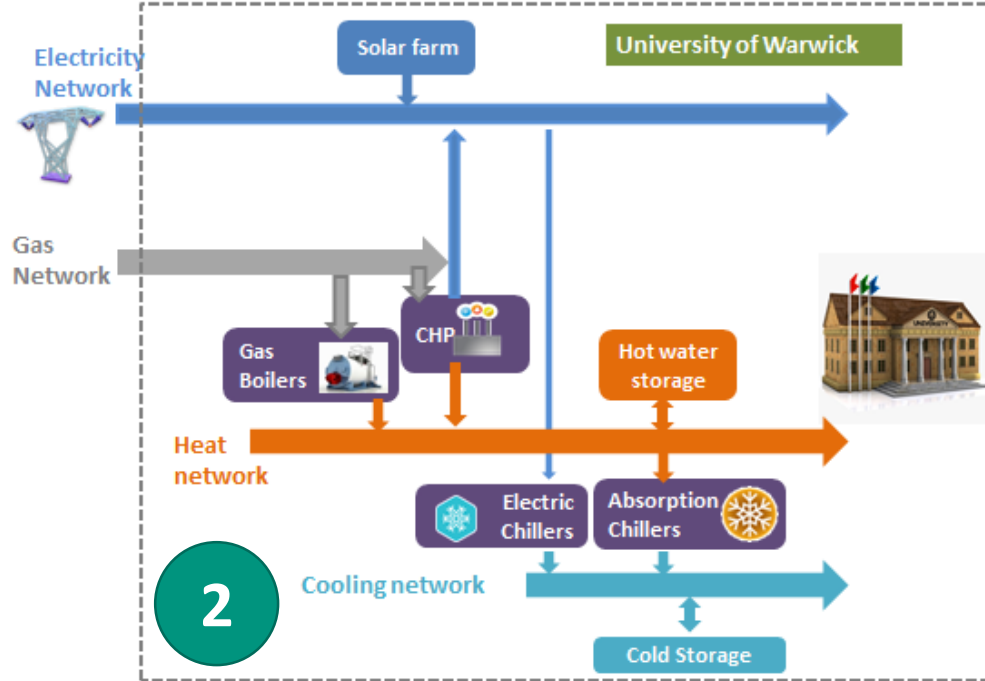 Electricity
Network
Solar farm
University of Warwick
Gas
Network
Gas
Boilers
CHP
Hot water
storage
UNIVERSITY
Heat
network
Electric
Chillers
Absorption
Chillers
Cooling network
2
Cold Storage